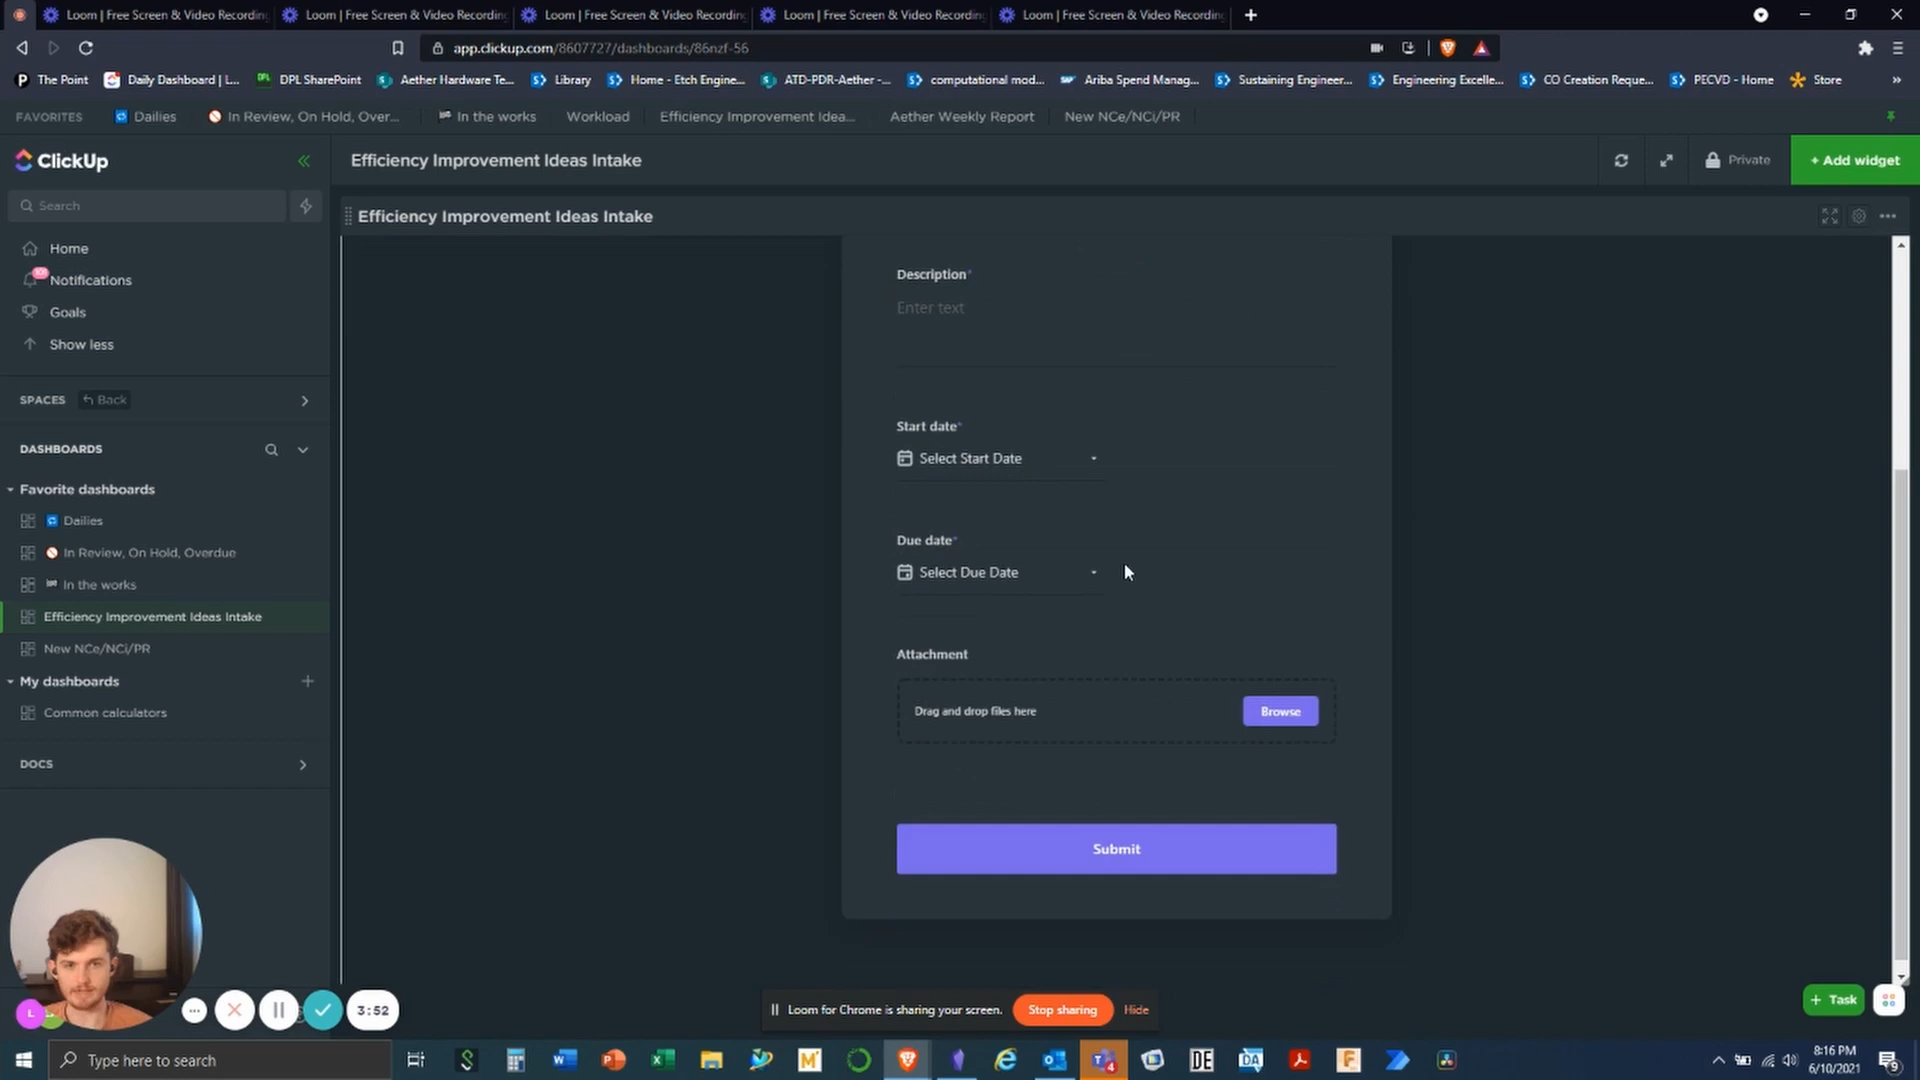 Loom | Free Screen & Video Recording
Loom | Free Screen & Video Recording
Loom | Free Screen & Video Recording
Loom | Free Screen & Video Recording
Loom | Free Screen & Video Recording
app.clickup.com/8607727/dashboards/86nzf-56
The Point
Daily Dashboard | L...
DPL SharePoint
Aether Hardware Te...
Library
Home - Etch Engine...
ATD-PDR-Aether -...
computational mod...
Ariba Spend Manag...
Sustaining Engineer...
Engineering Excelle...
CO Creation Reque...
PECVD - Home
Store
FAVORITES
Dailies
In Review, On Hold, Over...
In the works
Workload
Efficiency Improvement Idea...
Aether Weekly Report
New NCe/NCi/PR
ClickUp
Efficiency Improvement Ideas Intake
Private
+ Add widget
Search
Efficiency Improvement Ideas Intake
Home
Notifications
Goals
Show less
SPACES
Back
DASHBOARDS
Favorite dashboards
Dailies
In Review, On Hold, Overdue
In the works
Efficiency Improvement Ideas Intake
New NCe/NCi/PR
My dashboards
Common calculators
DOCS
Description*
Enter text
Start date*
Select Start Date
Due date*
Select Due Date
Attachment
Drag and drop files here
Browse
Submit
3:52
Loom for Chrome is sharing your screen.
Stop sharing
Hide
+ Task
Type here to search
8:16 PM
6/10/2021